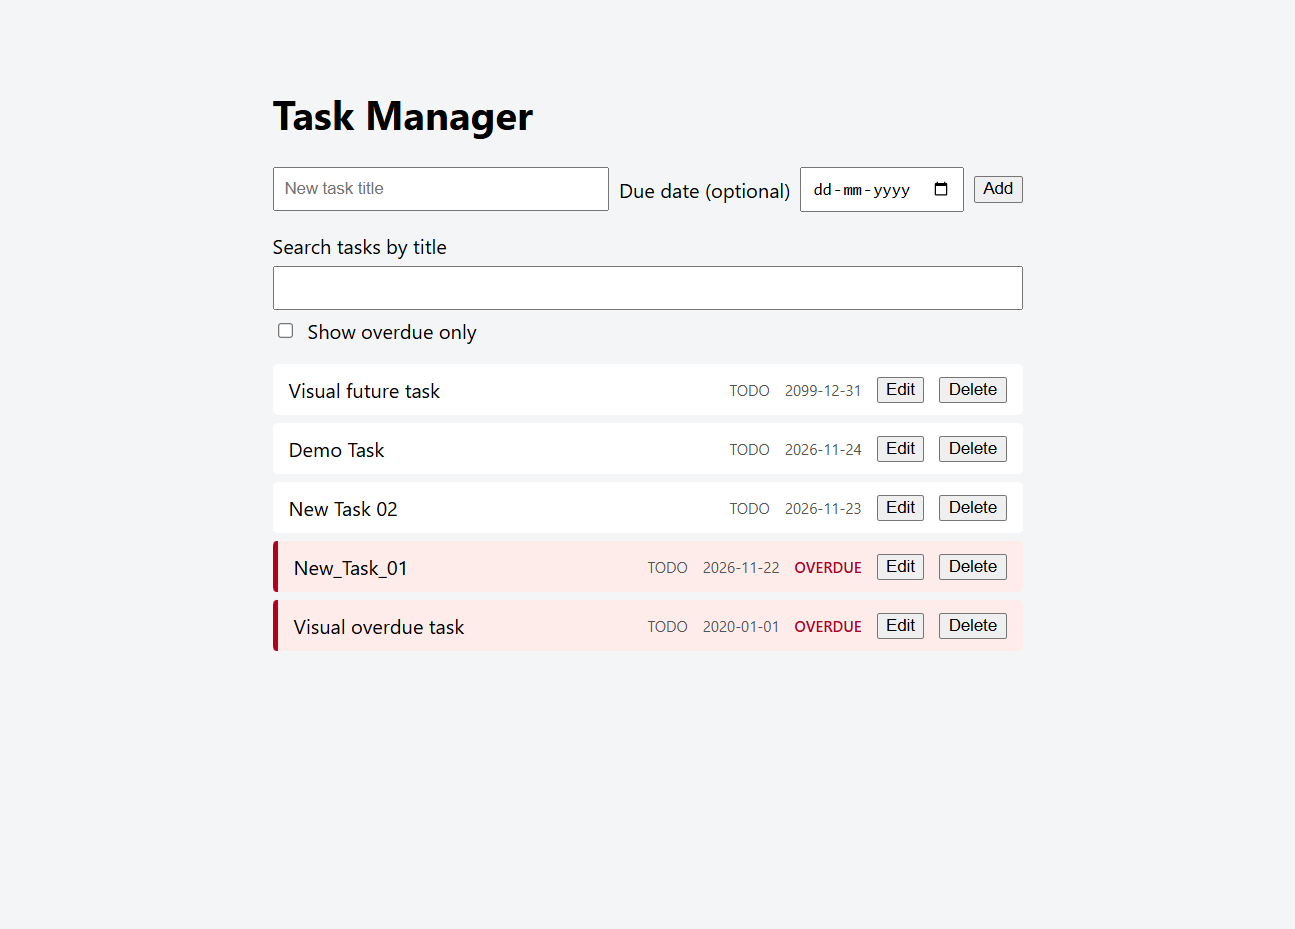 Task Manager
New task title Due date (optional) dd-mm-yyyy Add
Search tasks by title
Show overdue only
Visual future task TODO 2099-12-31 Edit Delete
Demo Task TODO 2026-11-24 Edit Delete
New Task 02 TODO 2026-11-23 Edit Delete
New_Task_01 TODO 2026-11-22 OVERDUE Edit Delete
Visual overdue task TODO 2020-01-01 OVERDUE Edit Delete